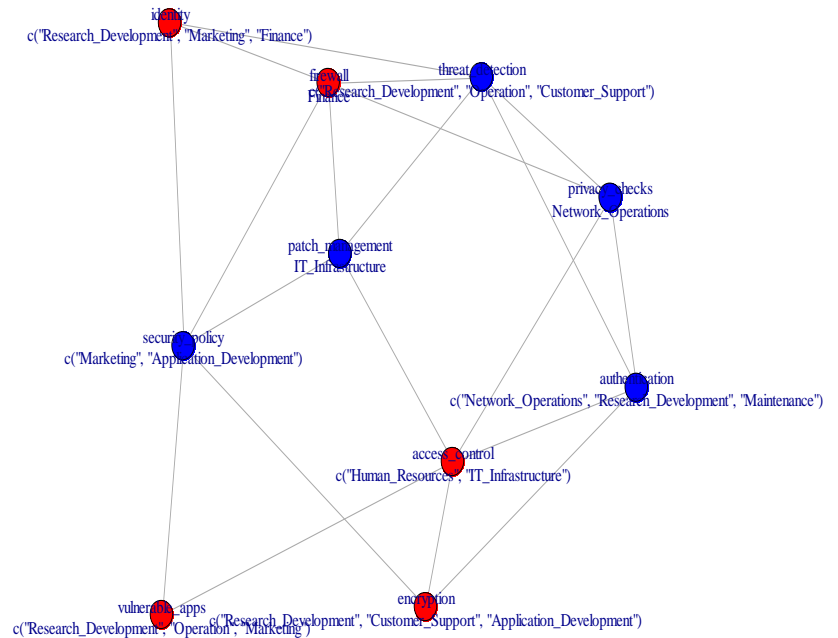 identity
c("Research_Development", "Marketing", "Finance")
threat_detection
firewall
c("Research_Development", "Operation", "Customer_Support")
Finance
privacy_checks
Network_Operations
patch_management
IT_Infrastructure
security_policy
c("Marketing", "Application_Development")
authentication
c("Network_Operations", "Research_Development", "Maintenance")
access_control
c("Human_Resources", "IT_Infrastructure")
encryption
vulnerable_apps
c("Research_Development", "Customer_Support", "Application_Development")
c("Research_Development", "Operation", "Marketing")